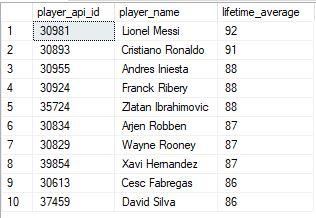 player_api_id player_name lifetime_average
1 30981 Lionel Messi 92
2 30893 Cristiano Ronaldo 91
3 30955 Andres Iniesta 88
4 30924 Franck Ribery 88
5 35724 Zlatan Ibrahimovic 88
6 30834 Arjen Robben 87
7 30829 Wayne Rooney 87
8 39854 Xavi Hernandez 87
9 30613 Cesc Fabregas 86
10 37459 David Silva 86